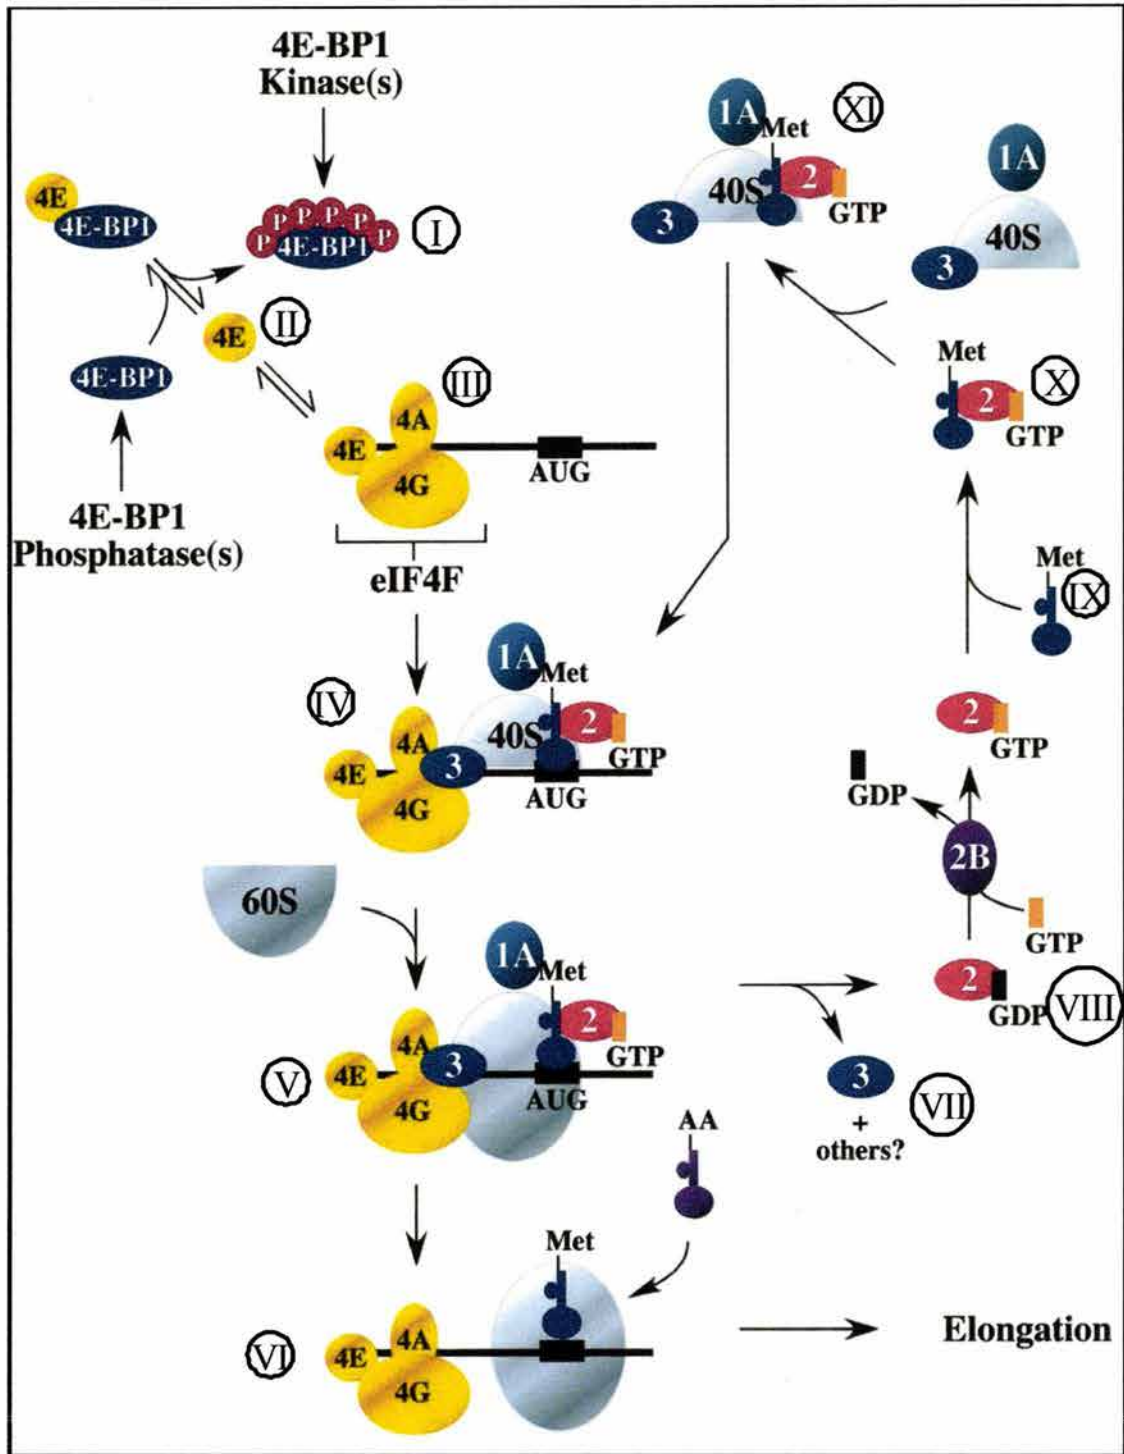 4E-BP1
Kinase(s)
4E
4E-BP1
P P P P P P
4E-BP1
I
4E
II
4E-BP1
4E-BP1
Phosphatase(s)
III
4A
4E
4G
AUG
eIF4F
1A
Met
XI
40S
2
3
GTP
1A
40S
3
Met
X
2
GTP
Met
IX
2
GTP
GDP
2B
GTP
2
GDP
VIII
IV
1A
Met
4A
40S
2
4E
3
GTP
4G
AUG
60S
1A
Met
4A
3
2
GTP
V
4E
4G
AUG
3
VII
+
others?
AA
Met
VI
4A
4E
4G
Elongation